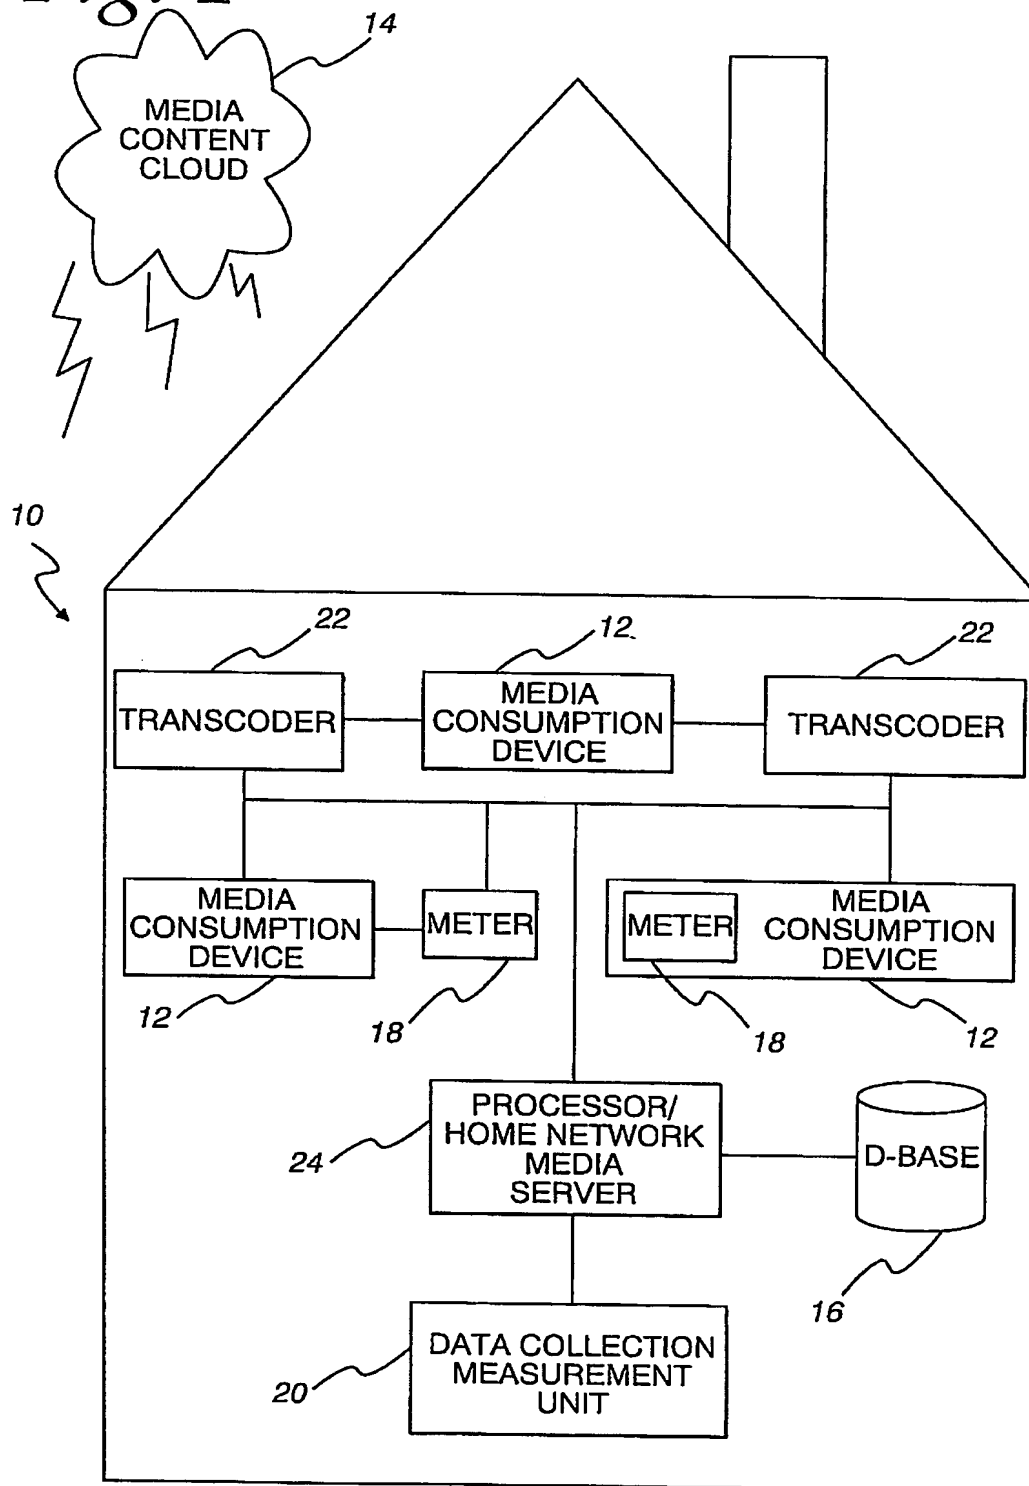 14
MEDIA
CONTENT
CLOUD
10
22
12
22
TRANSCODER
MEDIA
CONSUMPTION
DEVICE
TRANSCODER
MEDIA
CONSUMPTION
DEVICE
METER
METER
MEDIA
CONSUMPTION
DEVICE
12
18
18
12
PROCESSOR/
HOME NETWORK
MEDIA
SERVER
24
D-BASE
16
DATA COLLECTION
MEASUREMENT
UNIT
20